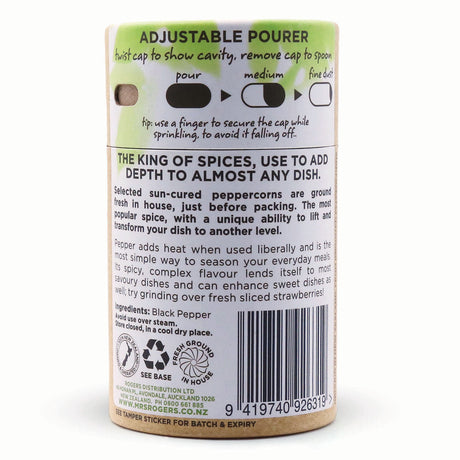 ADJUSTABLE POURER
twist cap to show cavity, remove cap to spoon
pour medium fine dust
tip: use a finger to secure the cap while
sprinkling, to avoid it falling off..
THE KING OF SPICES, USE TO ADD
DEPTH TO ALMOST ANY DISH.
Selected sun-cured peppercorns are ground
fresh in house, just before packing. The most
popular spice, with a unique ability to lift and
transform your dish to another level.
Pepper adds heat when used liberally and is the
most simple way to season your everyday meals.
Its spicy, complex flavour lends itself to most
savoury dishes and can enhance sweet dishes as
well; try grinding over fresh sliced strawberries!
Ingredients: Black Pepper
Avoid use over steam.
Store closed, in a cool dry place.
SEE BASE
FRESH GROUND
IN HOUSE
ROGERS DISTRIBUTION LTD
PL, AVONDALE, AUCKLAND 1026
NEW ZEALAND. PH 0800 661 885
WWW.MRSROGERS.CO.NZ
SEE TAMPER STICKER FOR BATCH & EXPIRY
9 419740 926319 >